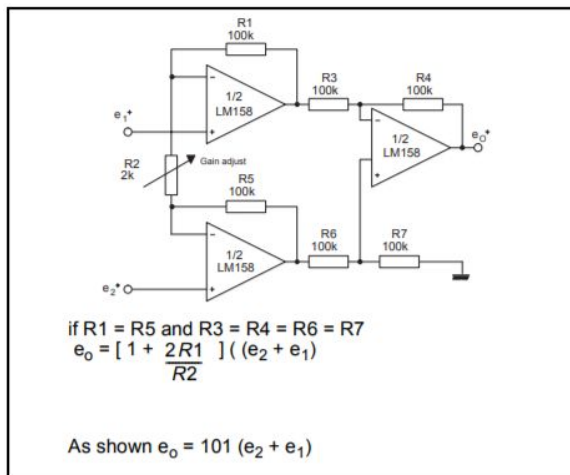 R1
100k
R3
100k
R4
100k
-
1/2
LM158
+
e1+
-
1/2
LM158
+
eO+
R2
2k
Gain adjust
R5
100k
-
1/2
LM158
+
R6
100k
R7
100k
e2+
if R1 = R5 and R3 = R4 = R6 = R7
eo = [ 1 + 2R1/R2 ] ( (e2 + e1)
As shown eo = 101 (e2 + e1)